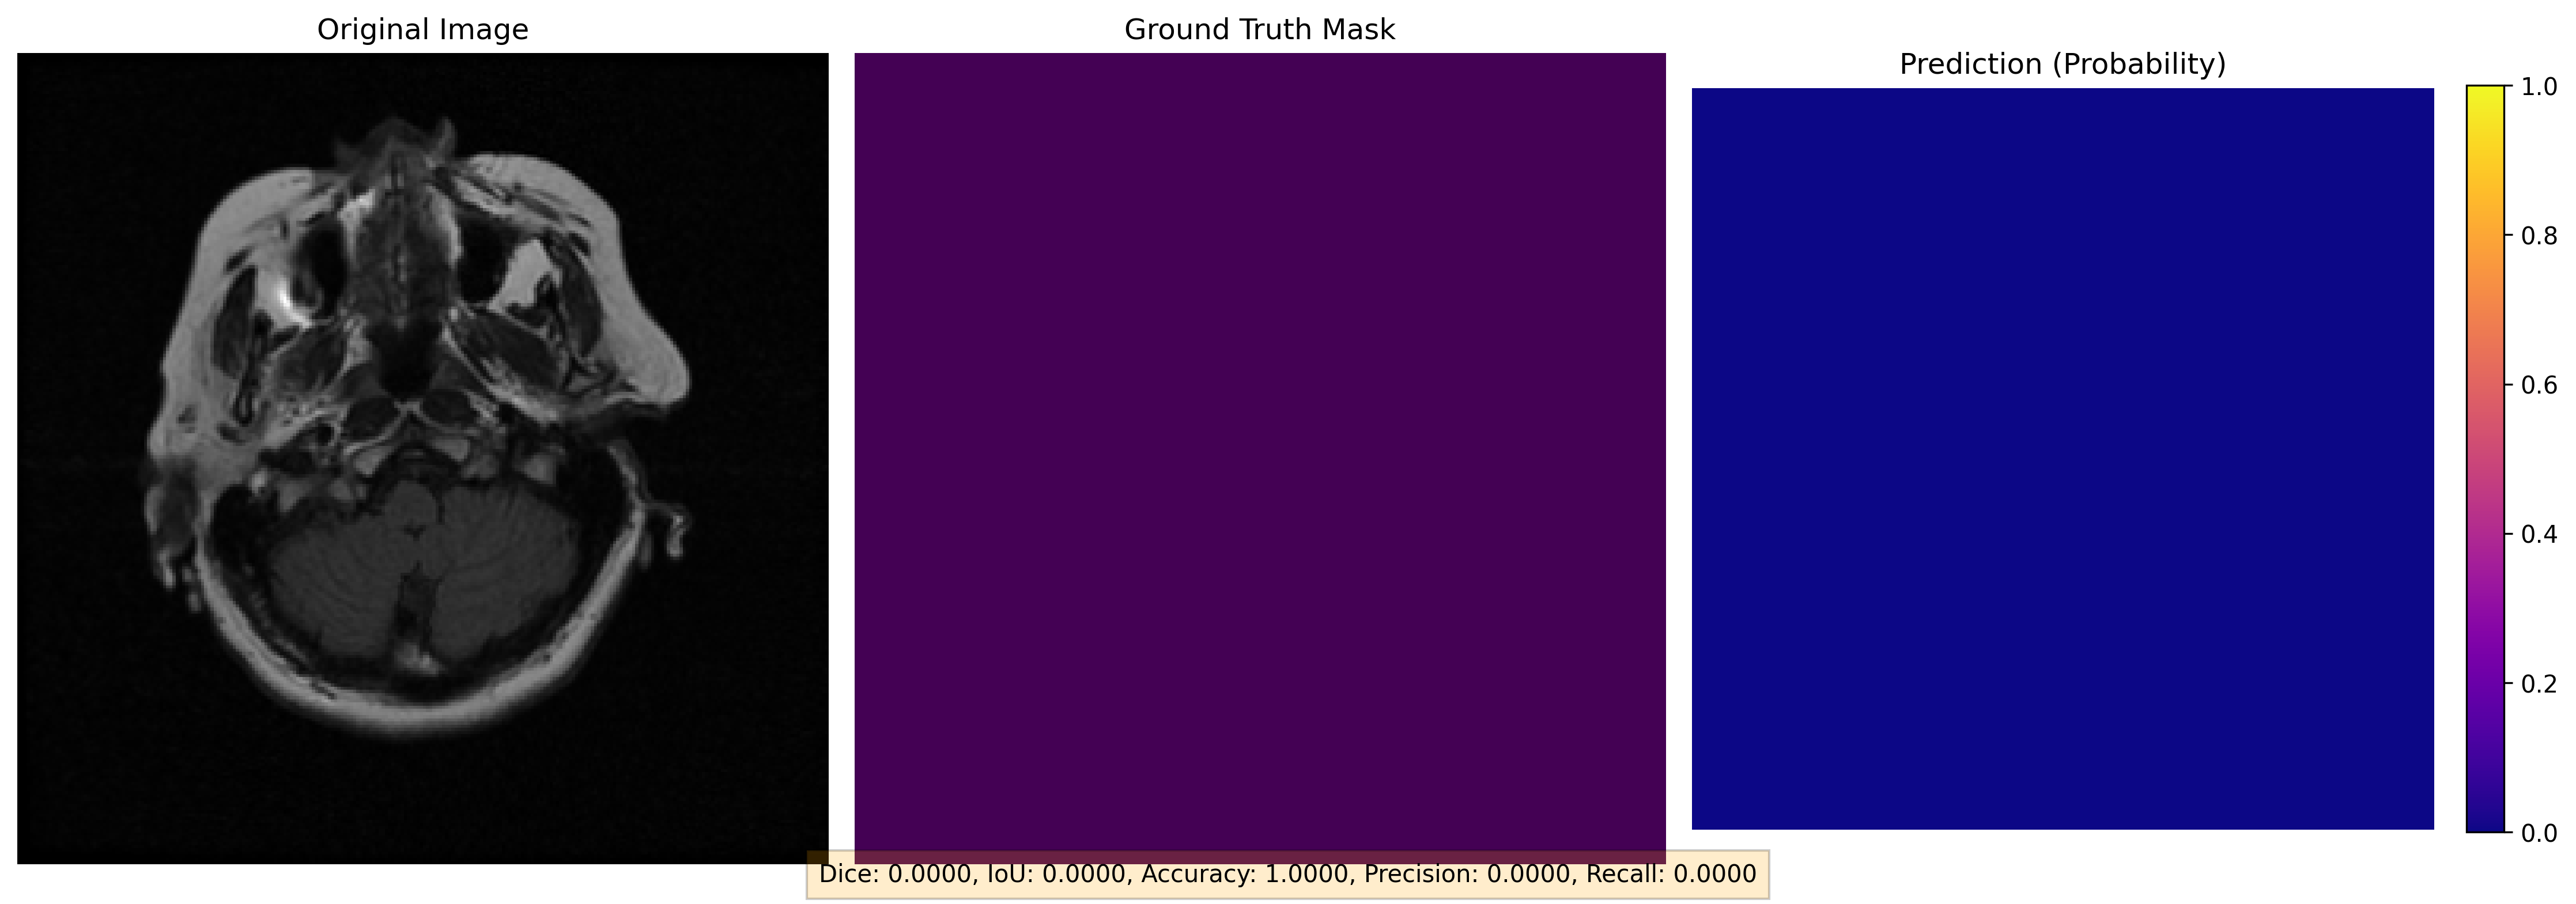 Original Image
Ground Truth Mask
Prediction (Probability)
1.0
0.8
0.6
0.4
0.2
0.0
Dice: 0.0000, IoU: 0.0000, Accuracy: 1.0000, Precision: 0.0000, Recall: 0.0000